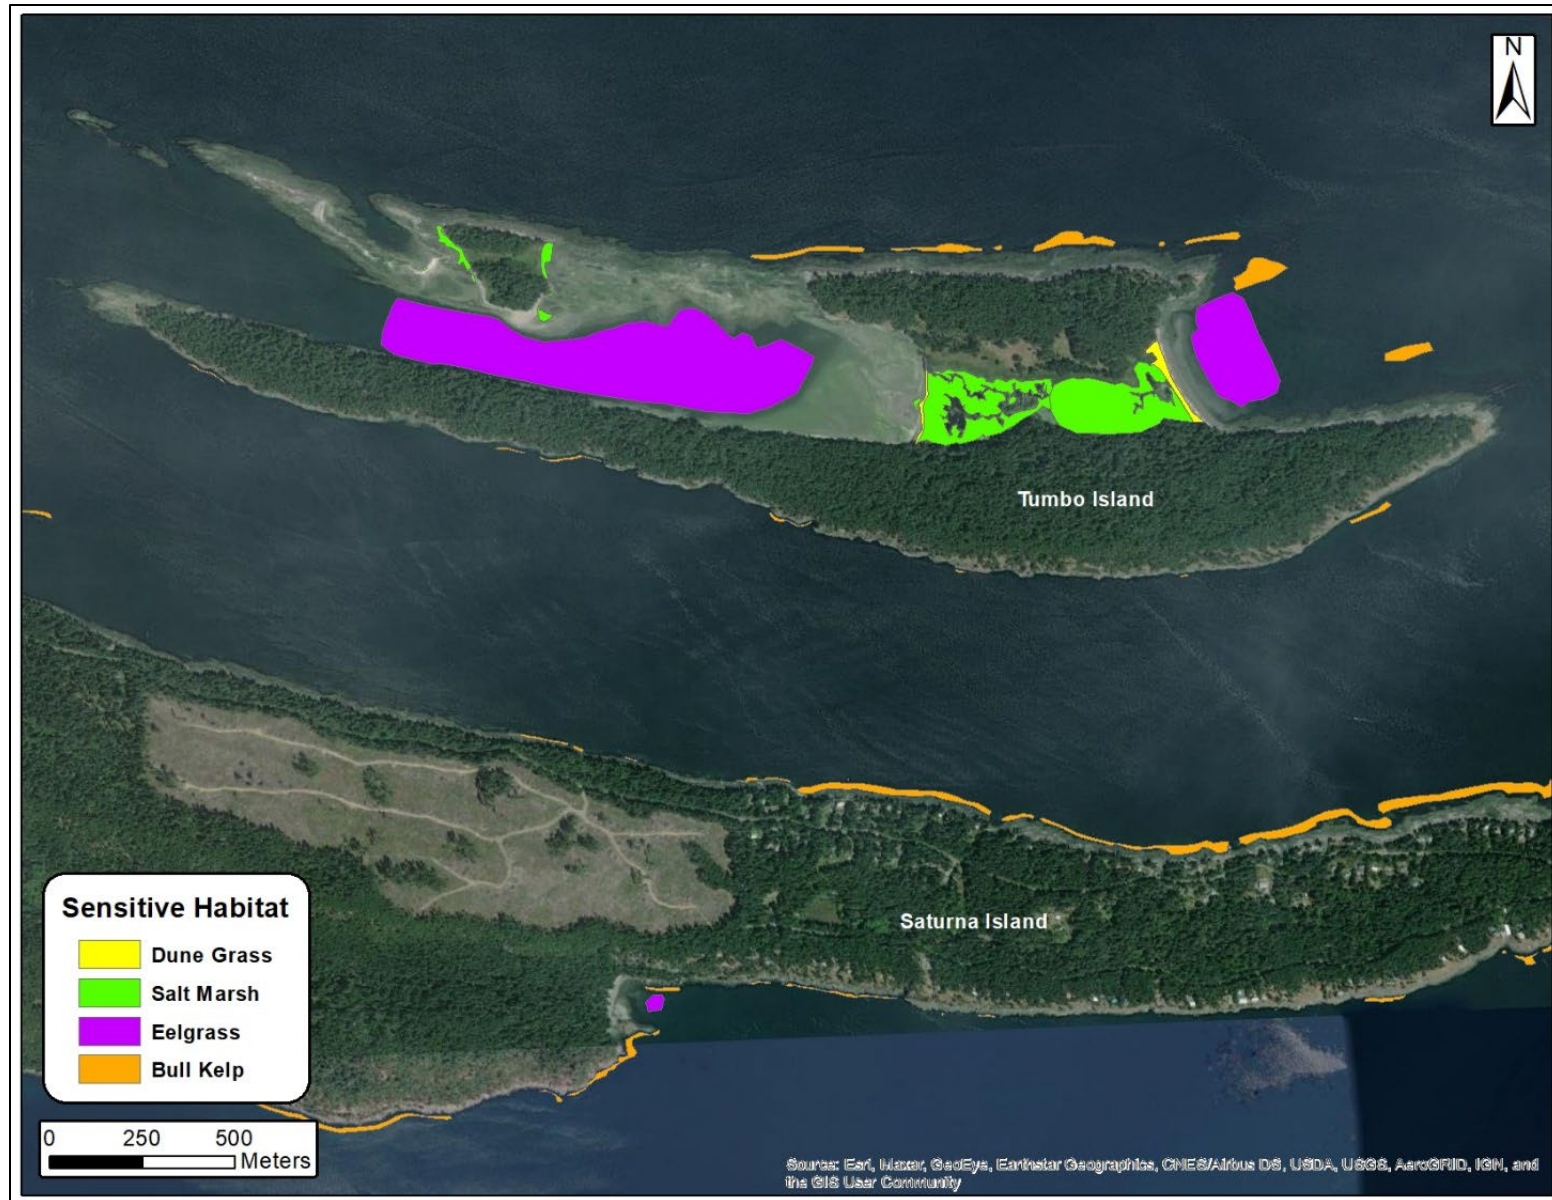 N
Tumbo Island
Saturna Island
Sensitive Habitat
Dune Grass
Salt Marsh
Eelgrass
Bull Kelp
0 250 500
Meters
Source: Esri, Maxar, GeoEye, Earthstar Geographics, CNES/Airbus DS, USDA, USGS, AeroGRID, IGN, and
the GIS User Community